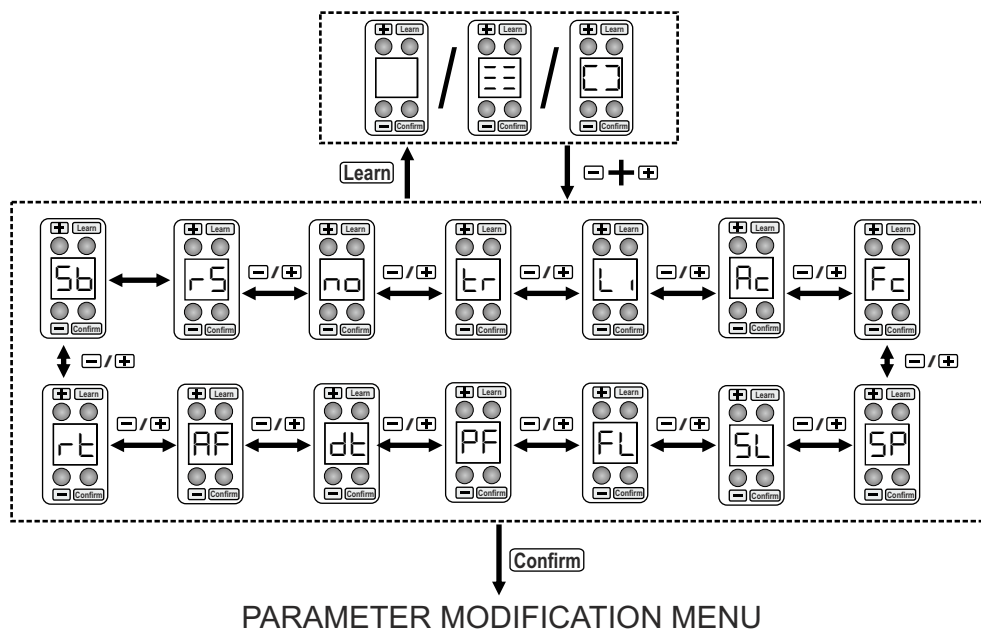 + Learn + Learn + Learn
/ /
- Confirm - Confirm - Confirm
Learn - + +
+ Learn + Learn + Learn + Learn + Learn + Learn + Learn
- / + - / + - / + - / + - / +
Sb rS no tr Li Ac Fc
- Confirm - Confirm - Confirm - Confirm - Confirm - Confirm - Confirm
- / + - / +
+ Learn + Learn + Learn + Learn + Learn + Learn + Learn
- / + - / + - / + - / + - / + - / +
rt AF dt PF FL SL SP
- Confirm - Confirm - Confirm - Confirm - Confirm - Confirm - Confirm
Confirm
PARAMETER MODIFICATION MENU